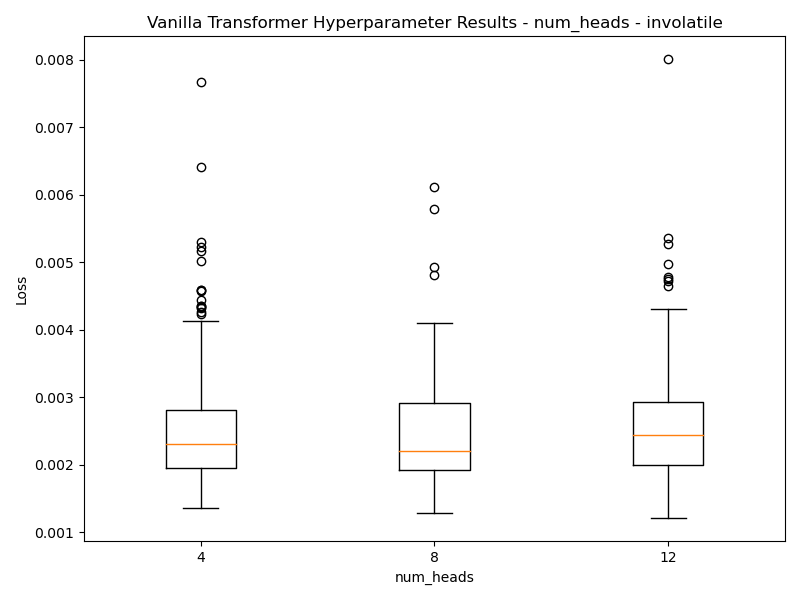 Vanilla Transformer Hyperparameter Results - num_heads - involatile
0.008
0.007
0.006
0.005
0.004
0.003
0.002
0.001
Loss
4 8 12
num_heads